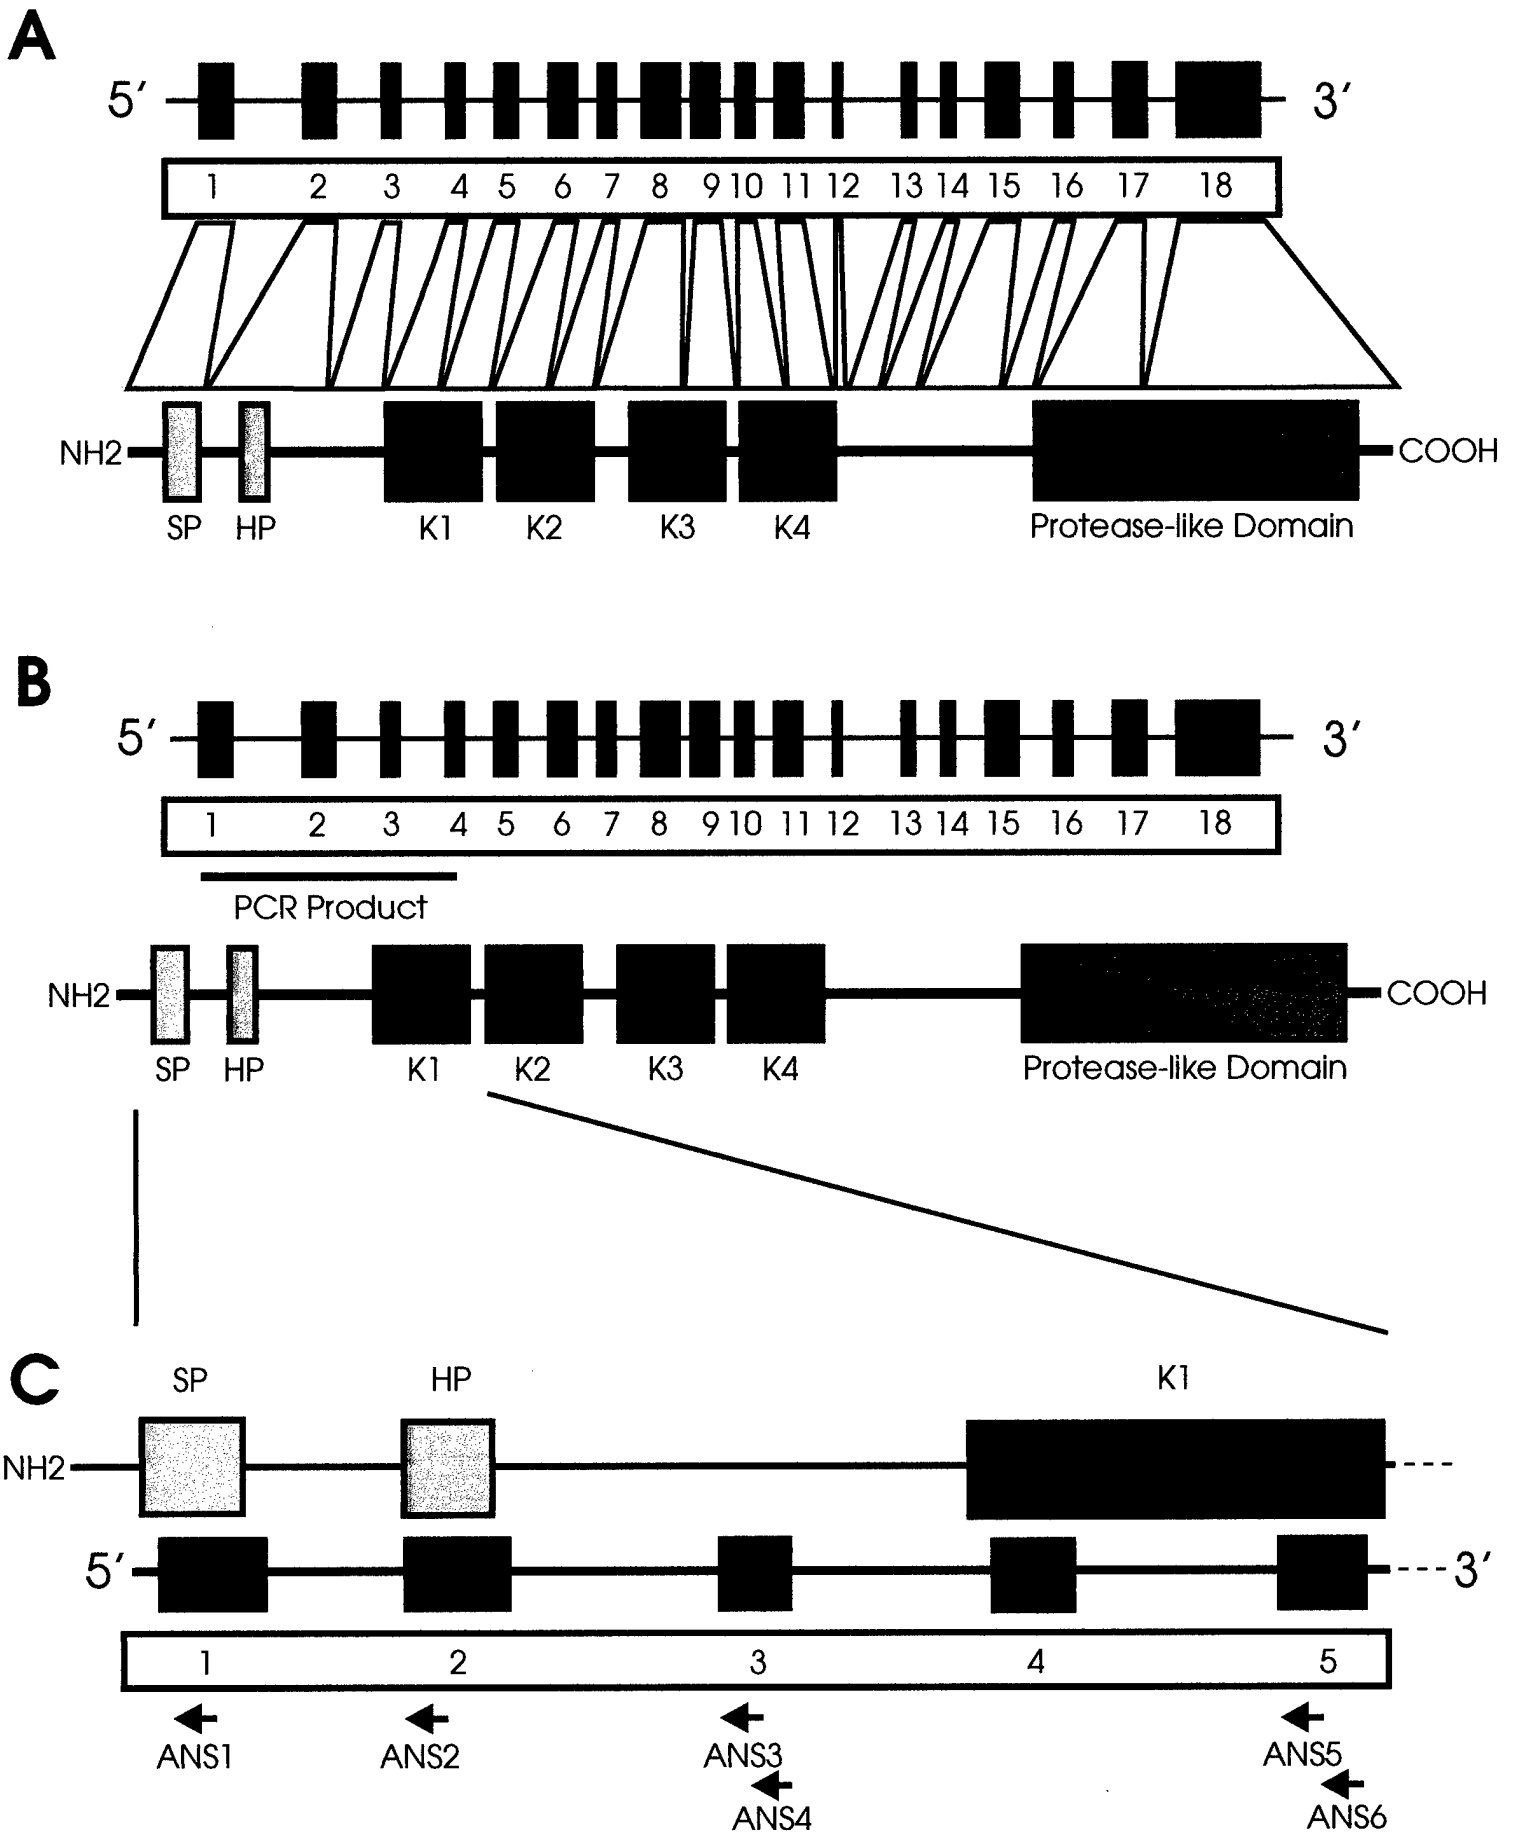 A
5′ 3′
1 2 3 4 5 6 7 8 9 10 11 12 13 14 15 16 17 18
NH2 COOH
SP HP K1 K2 K3 K4 Protease-like Domain
B
5′ 3′
1 2 3 4 5 6 7 8 9 10 11 12 13 14 15 16 17 18
PCR Product
NH2 COOH
SP HP K1 K2 K3 K4 Protease-like Domain
C
SP HP K1
NH2
5′ 3′
1 2 3 4 5
ANS1 ANS2 ANS3 ANS5
ANS4 ANS6